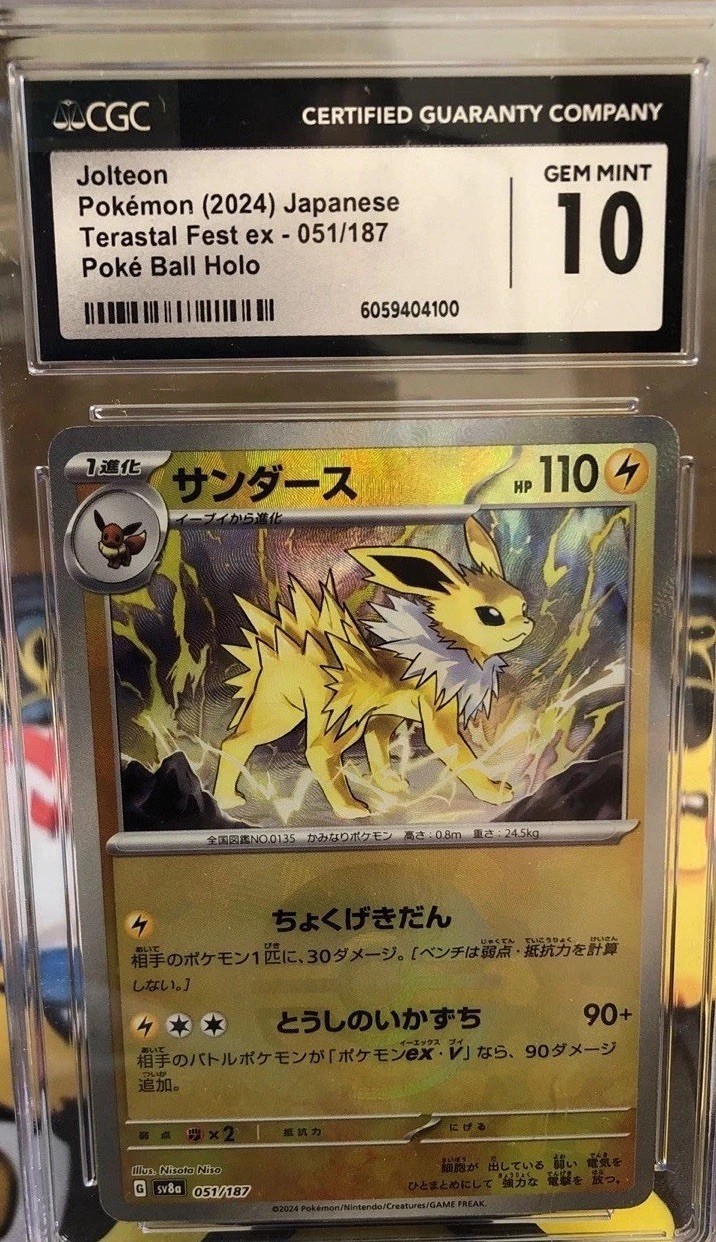 CGC
CERTIFIED GUARANTY COMPANY
Jolteon
Pokémon (2024) Japanese
Terastal Fest ex - 051/187
Poké Ball Holo
GEM MINT
10
6059404100
1進化
サンダース
HP 110
イーブイから進化
全国図鑑NO.0135 かみなりポケモン 高さ：0.8m 重さ：24.5kg
ちょくげきだん
相手のポケモン1匹に、30ダメージ。[ベンチは弱点・抵抗力を計算
しない。]
とうしのいかずち 90+
相手のバトルポケモンが「ポケモンex・V」なら、90ダメージ
追加。
弱点 ×2 抵抗力 にげる
Illus. Nisota Niso
G sv8a 051/187
細胞が 出している 弱い 電気を
ひとまとめにして 強力な 電撃を 放つ。
©2024 Pokémon/Nintendo/Creatures/GAME FREAK.